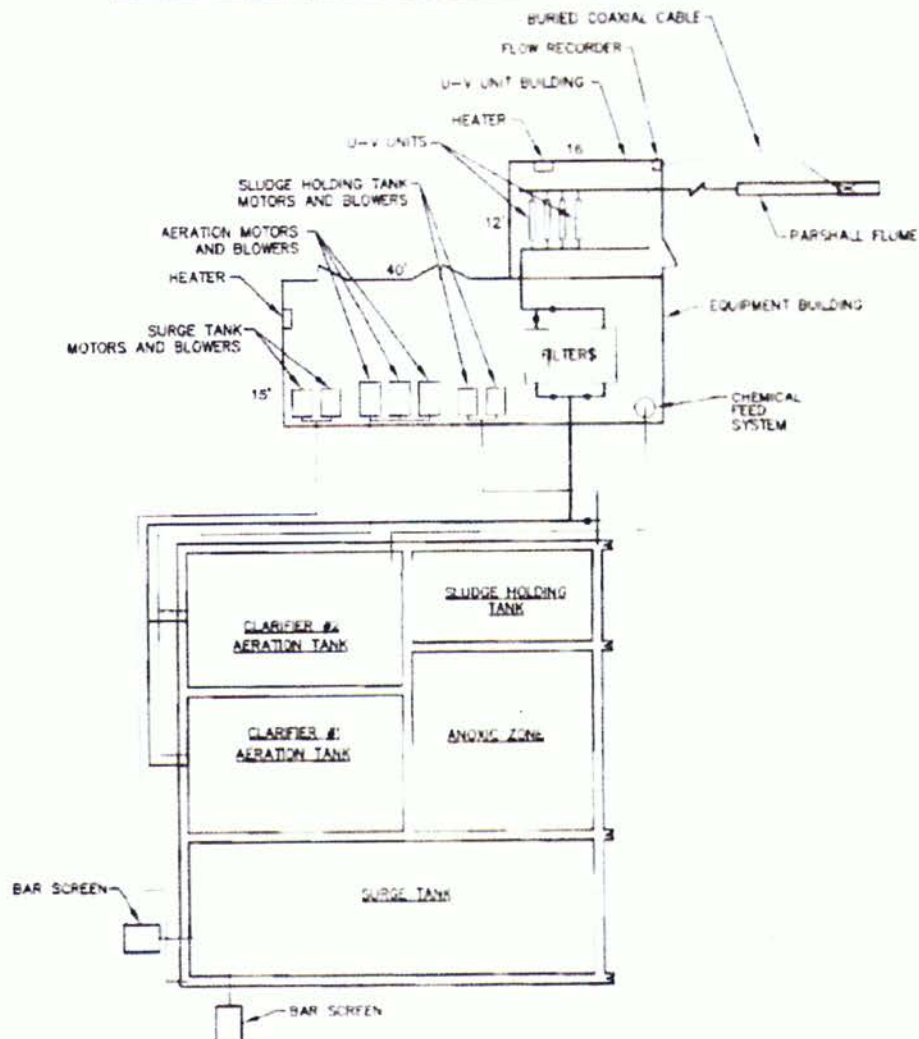 BURIED COAXIAL CABLE
FLOW RECORDER
U-V UNIT BUILDING
HEATER
16
U-V UNITS
SLUDGE HOLDING TANK
MOTORS AND BLOWERS
12'
AERATION MOTORS
AND BLOWERS
PARSHALL FLUME
40'
HEATER
EQUIPMENT BUILDING
SURGE TANK
MOTORS AND BLOWERS
FILTERS
15'
CHEMICAL
FEED
SYSTEM
SLUDGE HOLDING
TANK
CLARIFIER #2
AERATION TANK
CLARIFIER #1
AERATION TANK
ANOXIC ZONE
BAR SCREEN
SURGE TANK
BAR SCREEN